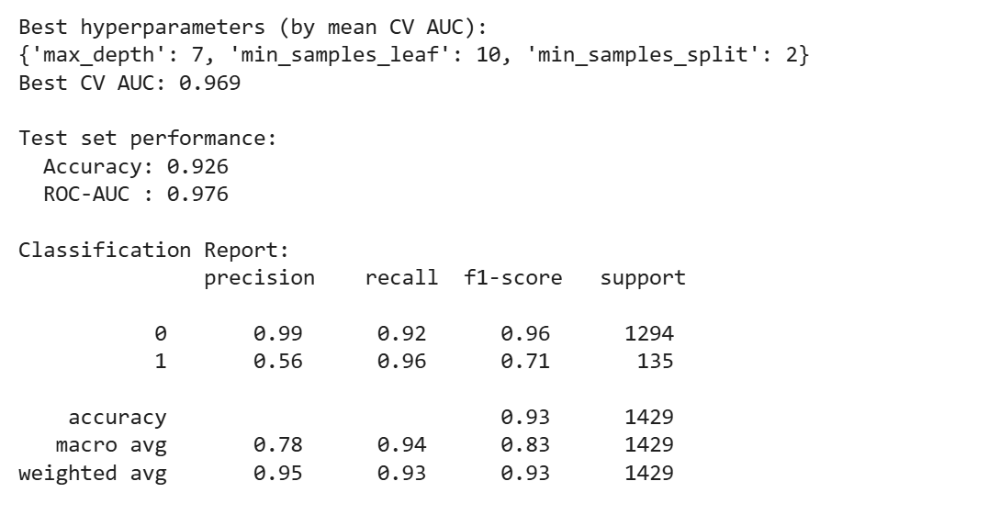 Best hyperparameters (by mean CV AUC):
{'max_depth': 7, 'min_samples_leaf': 10, 'min_samples_split': 2}
Best CV AUC: 0.969

Test set performance:
  Accuracy: 0.926
  ROC-AUC : 0.976

Classification Report:
               precision    recall  f1-score   support

           0       0.99      0.92      0.96      1294
           1       0.56      0.96      0.71       135

    accuracy                           0.93      1429
   macro avg       0.78      0.94      0.83      1429
weighted avg       0.95      0.93      0.93      1429